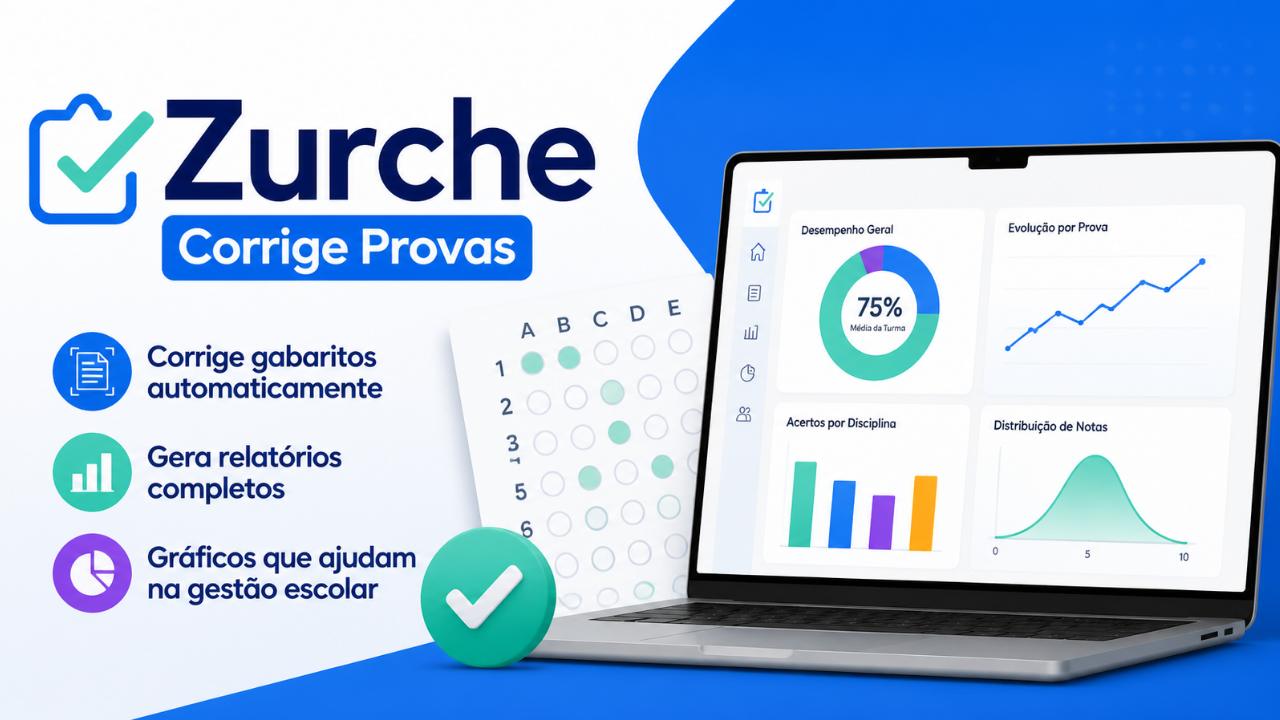 Zurche
Corrige Provas
Corrige gabaritos
automaticamente
Gera relatórios
completos
Gráficos que ajudam
na gestão escolar
A B C D E
1
2
3
5
6
Desempenho Geral
75%
Média da Turma
Evolução por Prova
Acertos por Disciplina
Distribuição de Notas
0 5 10